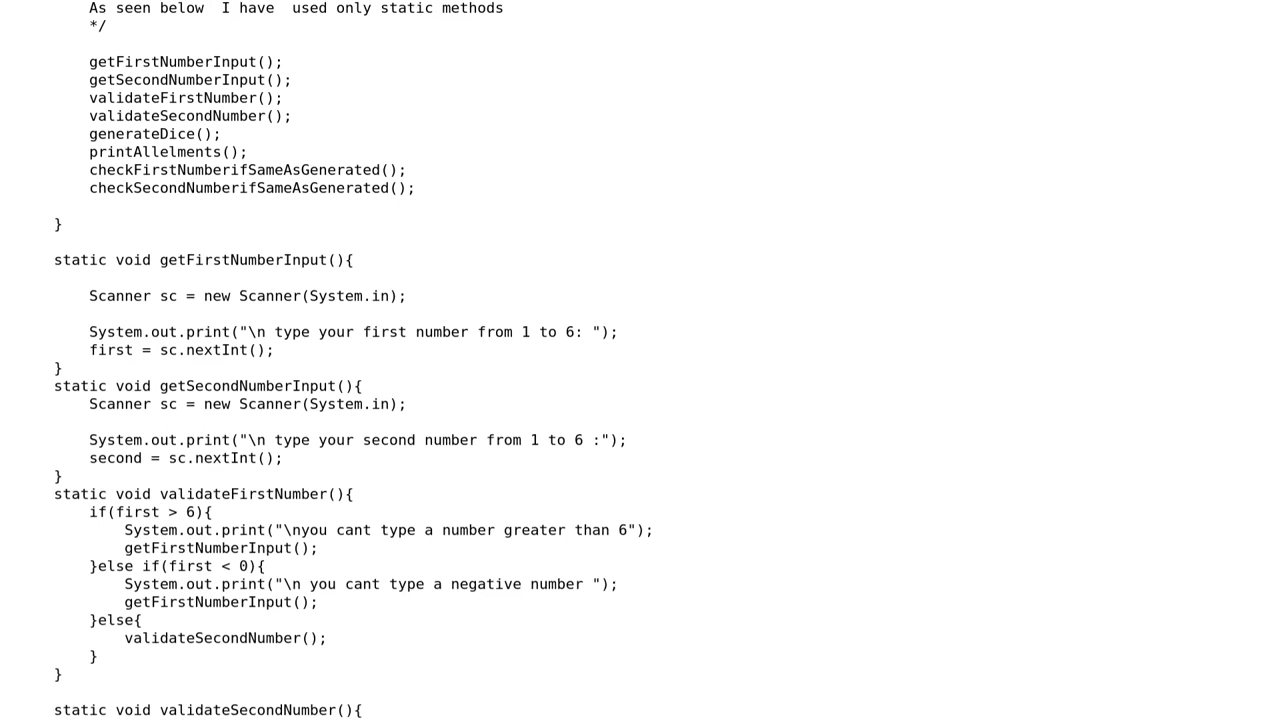 As seen below  I have  used only static methods
*/
getFirstNumberInput();
getSecondNumberInput();
validateFirstNumber();
validateSecondNumber();
generateDice();
printAllelments();
checkFirstNumberifSameAsGenerated();
checkSecondNumberifSameAsGenerated();
}
static void getFirstNumberInput(){
Scanner sc = new Scanner(System.in);
System.out.print("\n type your first number from 1 to 6: ");
first = sc.nextInt();
}
static void getSecondNumberInput(){
Scanner sc = new Scanner(System.in);
System.out.print("\n type your second number from 1 to 6 :");
second = sc.nextInt();
}
static void validateFirstNumber(){
if(first > 6){
System.out.print("\nyou cant type a number greater than 6");
getFirstNumberInput();
}else if(first < 0){
System.out.print("\n you cant type a negative number ");
getFirstNumberInput();
}else{
validateSecondNumber();
}
}
static void validateSecondNumber(){